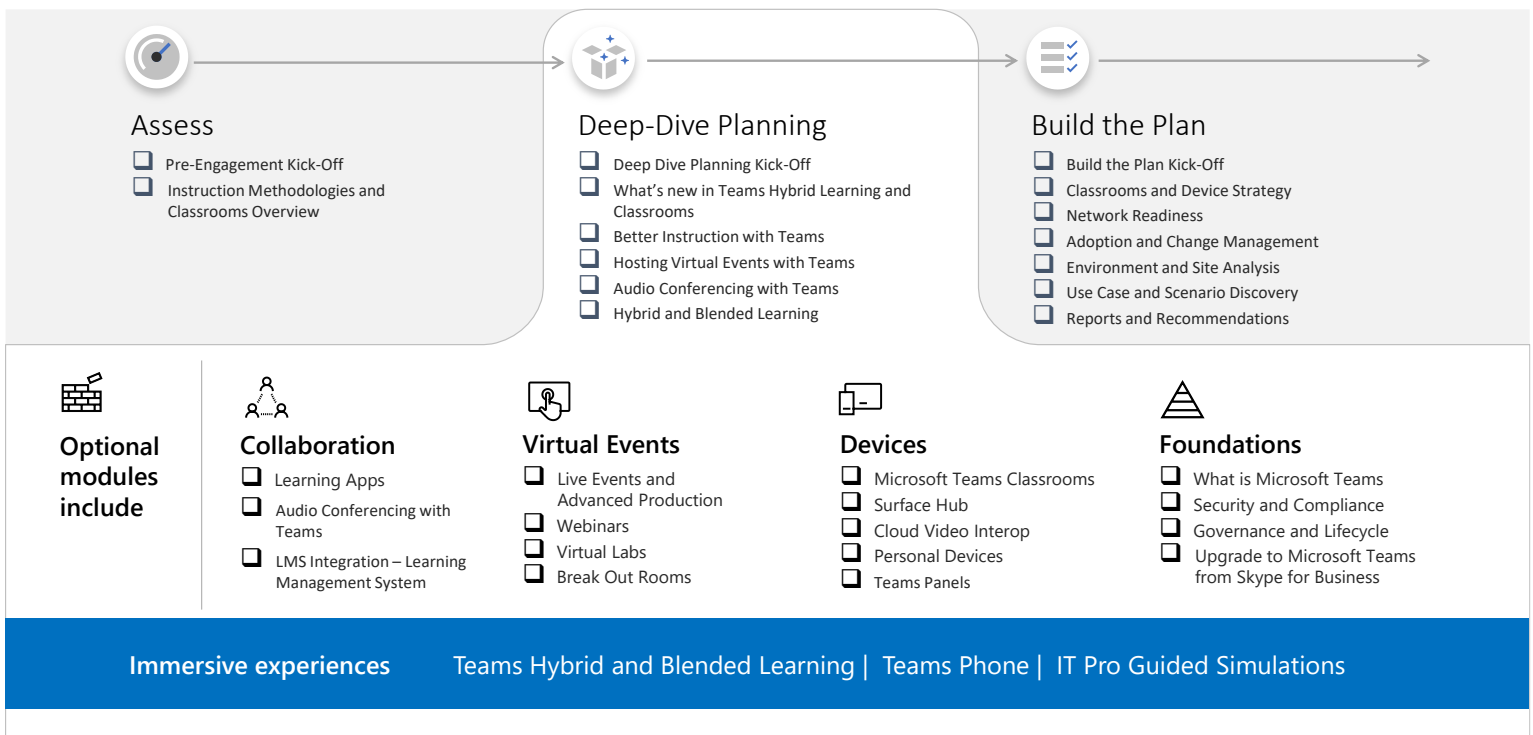 Assess
Pre-Engagement Kick-Off
Instruction Methodologies and
Classrooms Overview
Deep-Dive Planning
Deep Dive Planning Kick-Off
What's new in Teams Hybrid Learning and
Classrooms
Better Instruction with Teams
Hosting Virtual Events with Teams
Audio Conferencing with Teams
Hybrid and Blended Learning
Build the Plan
Build the Plan Kick-Off
Classrooms and Device Strategy
Network Readiness
Adoption and Change Management
Environment and Site Analysis
Use Case and Scenario Discovery
Reports and Recommendations
Optional
modules
include
Collaboration
Learning Apps
Audio Conferencing with
Teams
LMS Integration – Learning
Management System
Virtual Events
Live Events and
Advanced Production
Webinars
Virtual Labs
Break Out Rooms
Devices
Microsoft Teams Classrooms
Surface Hub
Cloud Video Interop
Personal Devices
Teams Panels
Foundations
What is Microsoft Teams
Security and Compliance
Governance and Lifecycle
Upgrade to Microsoft Teams
from Skype for Business
Immersive experiences Teams Hybrid and Blended Learning | Teams Phone | IT Pro Guided Simulations